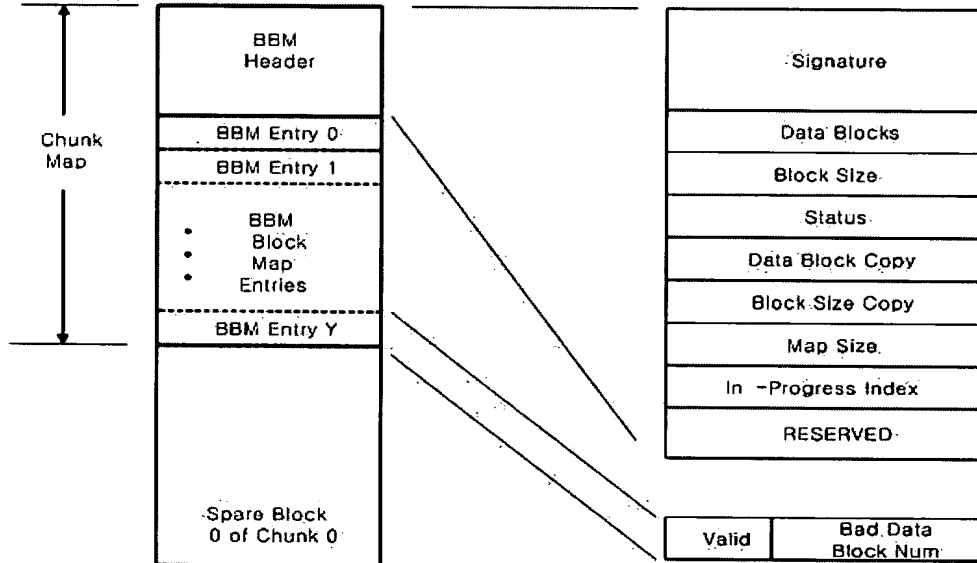 Chunk
Map
BBM
Header
BBM Entry 0
BBM Entry 1
BBM
Block
Map
Entries
BBM Entry Y
Spare Block
0 of Chunk 0
Signature
Data Blocks
Block Size
Status
Data Block Copy
Block Size Copy
Map Size
In -Progress Index
RESERVED
Valid
Bad Data
Block Num